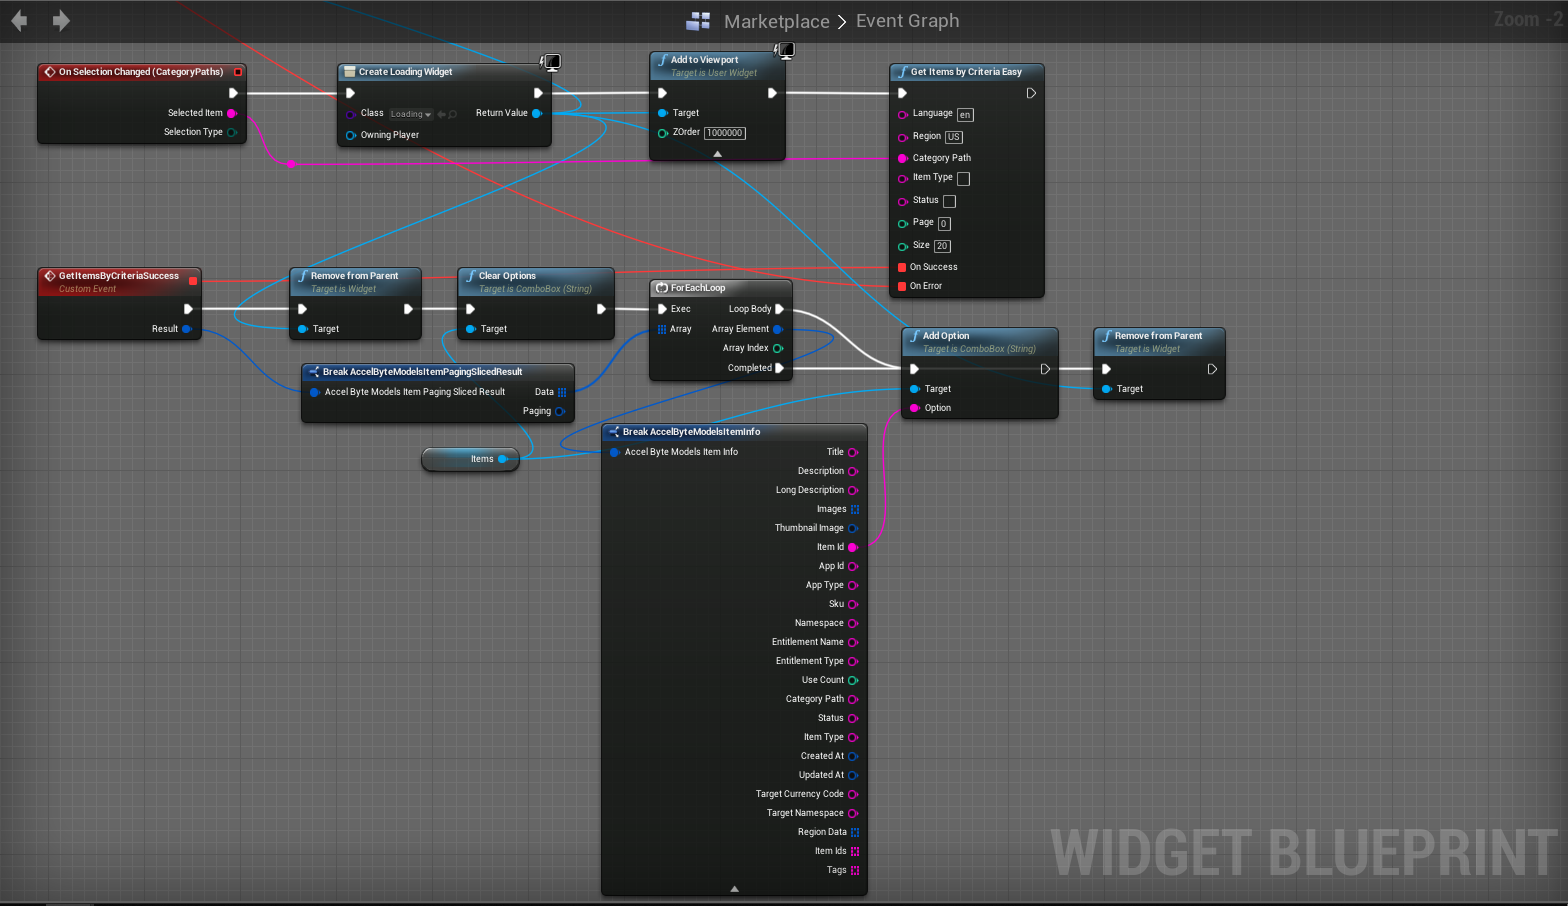 Marketplace > Event Graph
Zoom -2
On Selection Changed (CategoryPaths)
Selected Item
Selection Type
Create Loading Widget
Class Loading
Return Value
Owning Player
Add to Viewport
Target is User Widget
Target
ZOrder 1000000
Get Items by Criteria Easy
Language en
Region US
Category Path
Item Type
Status
Page 0
Size 20
On Success
On Error
GetItemsByCriteriaSuccess
Custom Event
Result
Remove from Parent
Target is Widget
Target
Clear Options
Target is ComboBox (String)
Target
ForEachLoop
Exec Loop Body
Array Array Element
Array Index
Completed
Add Option
Target is ComboBox (String)
Target
Option
Remove from Parent
Target is Widget
Target
Break AccelByteModelsItemPagingSlicedResult
Accel Byte Models Item Paging Sliced Result Data
Paging
Items
Break AccelByteModelsItemInfo
Accel Byte Models Item Info Title
Description
Long Description
Images
Thumbnail Image
Item Id
App Id
App Type
Sku
Namespace
Entitlement Name
Entitlement Type
Use Count
Category Path
Status
Item Type
Created At
Updated At
Target Currency Code
Target Namespace
Region Data
Item Ids
Tags
WIDGET BLUEPRINT